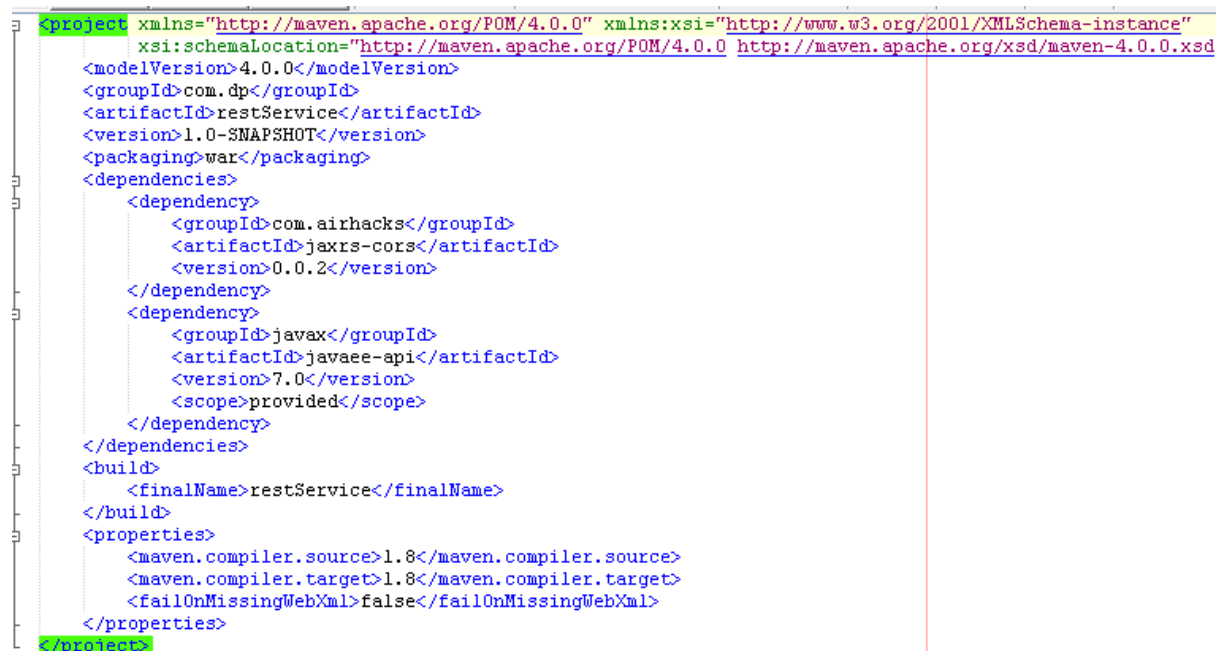 <project xmlns="http://maven.apache.org/POM/4.0.0" xmlns:xsi="http://www.w3.org/2001/XMLSchema-instance"
xsi:schemaLocation="http://maven.apache.org/POM/4.0.0 http://maven.apache.org/xsd/maven-4.0.0.xsd
<modelVersion>4.0.0</modelVersion>
<groupId>com.dp</groupId>
<artifactId>restService</artifactId>
<version>1.0-SNAPSHOT</version>
<packaging>war</packaging>
<dependencies>
<dependency>
<groupId>com.airhacks</groupId>
<artifactId>jaxrs-cors</artifactId>
<version>0.0.2</version>
</dependency>
<dependency>
<groupId>javax</groupId>
<artifactId>javaee-api</artifactId>
<version>7.0</version>
<scope>provided</scope>
</dependency>
</dependencies>
<build>
<finalName>restService</finalName>
</build>
<properties>
<maven.compiler.source>1.8</maven.compiler.source>
<maven.compiler.target>1.8</maven.compiler.target>
<failOnMissingWebXml>false</failOnMissingWebXml>
</properties>
</project>